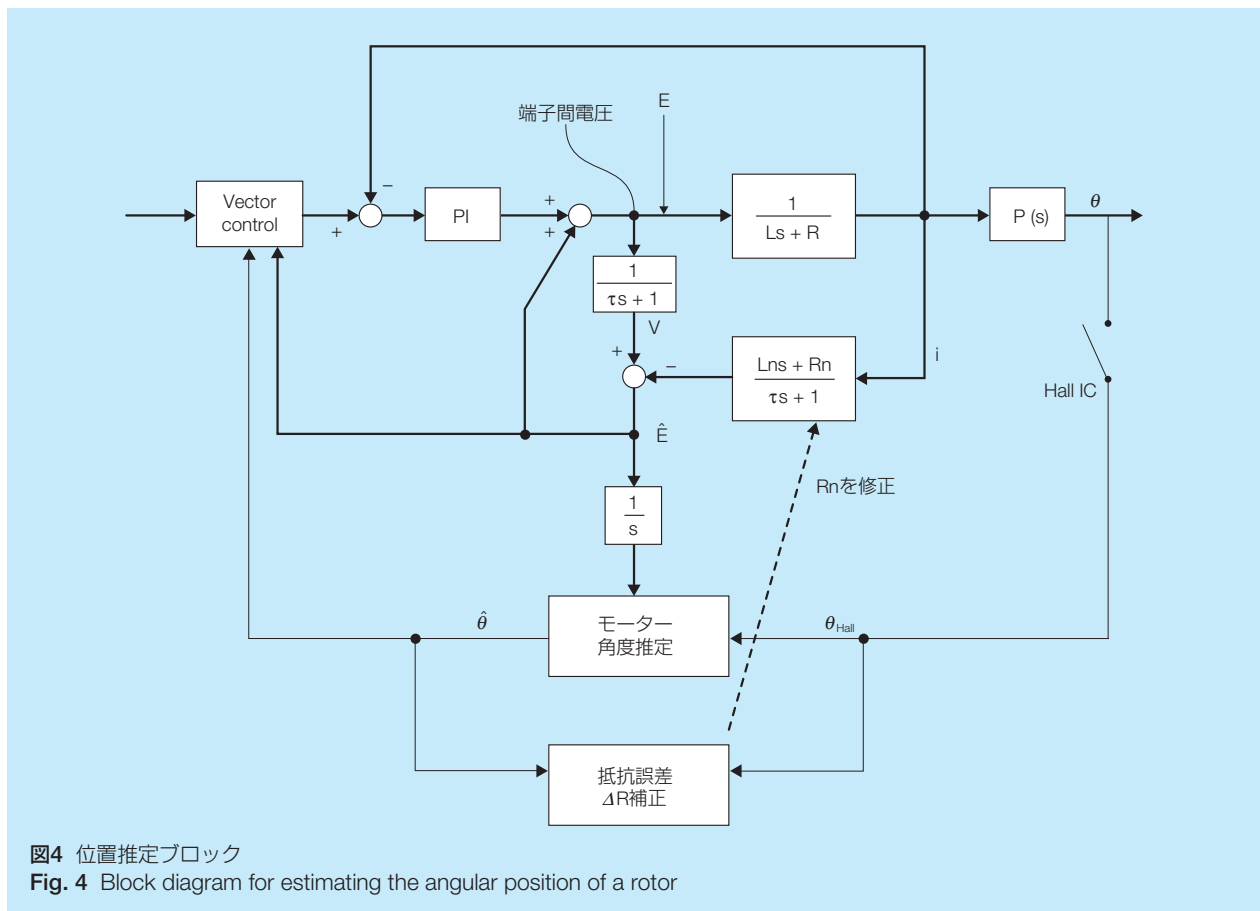 E
端子間電圧
−
Vector
control
+
PI
+
+
1
Ls + R
P (s)
θ
1
τs + 1
V
+
−
Lns + Rn
τs + 1
i
Hall IC
Ê
Rnを修正
1
s
θ̂
モーター
角度推定
θHall
抵抗誤差
ΔR補正
図4 位置推定ブロック
Fig. 4 Block diagram for estimating the angular position of a rotor